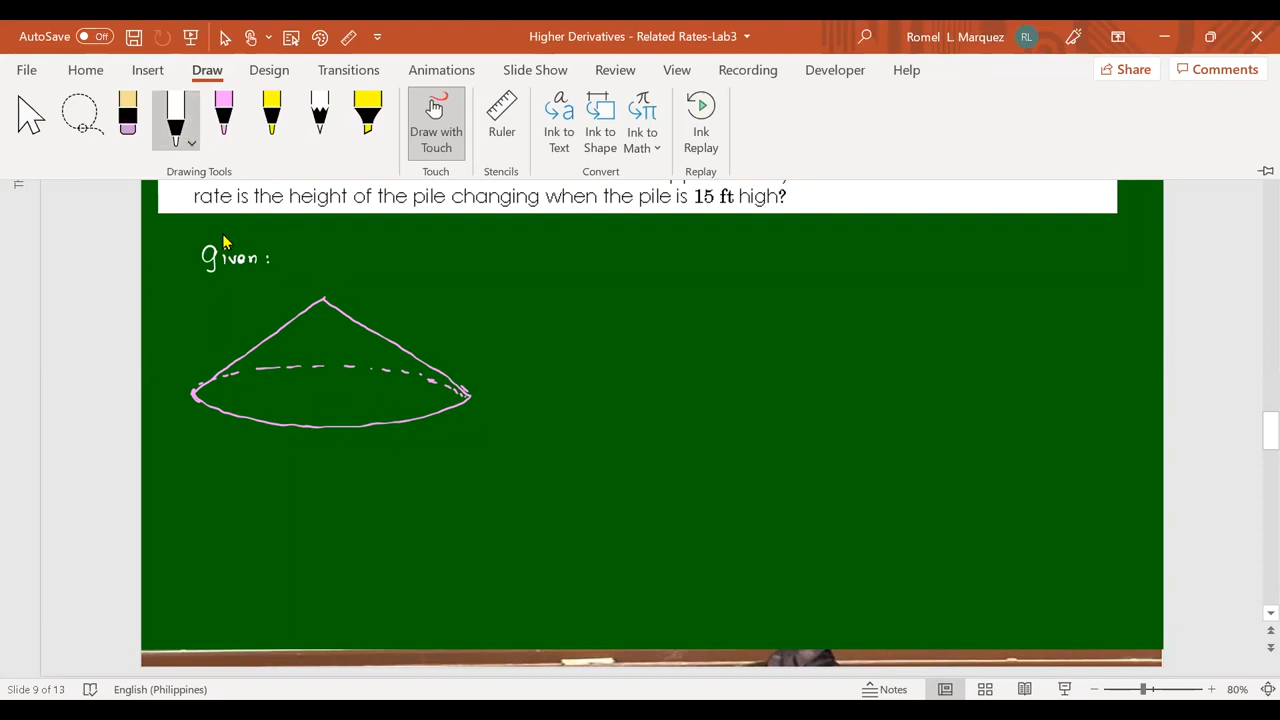 AutoSave Off
Higher Derivatives - Related Rates-Lab3
Romel L. Marquez RL
File Home Insert Draw Design Transitions Animations Slide Show Review View Recording Developer Help
Share Comments
Draw with Touch
Ruler
Ink to Text
Ink to Shape
Ink to Math
Ink Replay
Drawing Tools
Touch
Stencils
Convert
Replay
rate is the height of the pile changing when the pile is 15 ft high?
Given:
Slide 9 of 13
English (Philippines)
Notes
80%